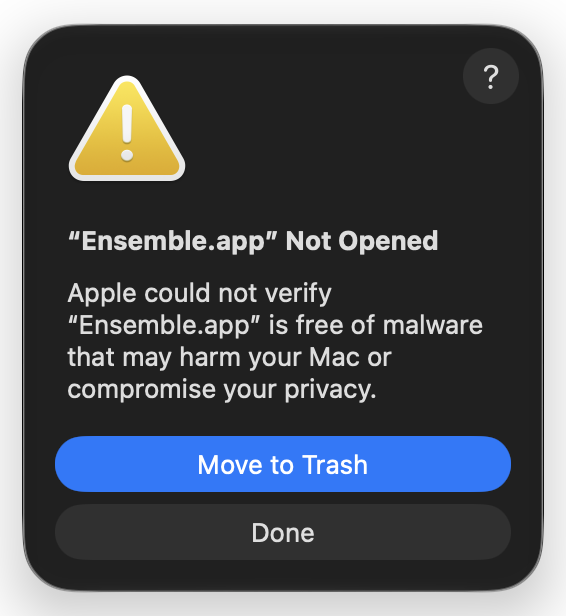 ?
“Ensemble.app” Not Opened
Apple could not verify
“Ensemble.app” is free of malware
that may harm your Mac or
compromise your privacy.
Move to Trash
Done